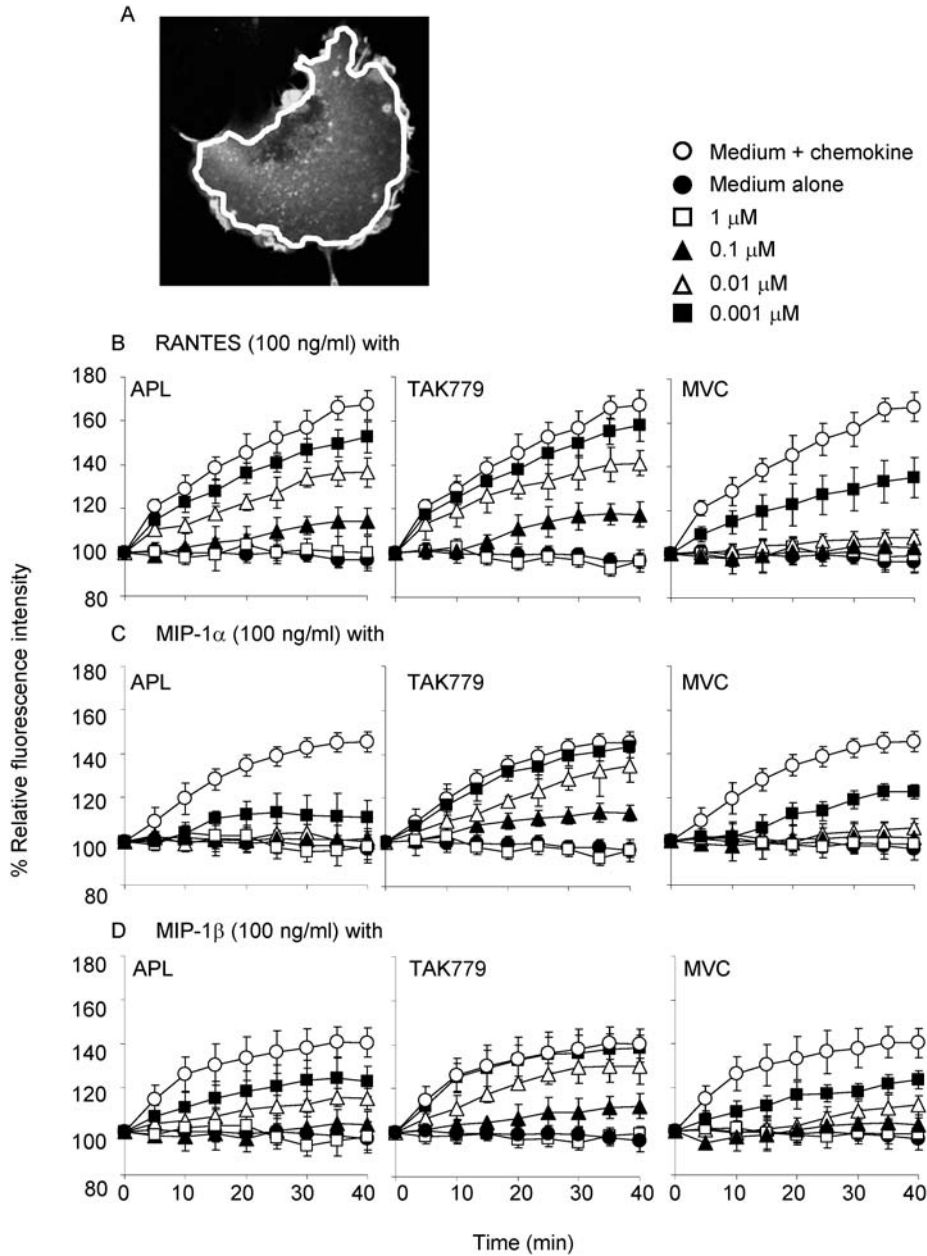 A
Medium + chemokine
Medium alone
1 μM
0.1 μM
0.01 μM
0.001 μM
% Relative fluorescence intensity
B RANTES (100 ng/ml) with
APL
TAK779
MVC
180
160
140
120
100
80
C MIP-1α (100 ng/ml) with
APL
TAK779
MVC
180
160
140
120
100
80
D MIP-1β (100 ng/ml) with
APL
TAK779
MVC
180
160
140
120
100
80
0 10 20 30 40 0 10 20 30 40 0 10 20 30 40
Time (min)